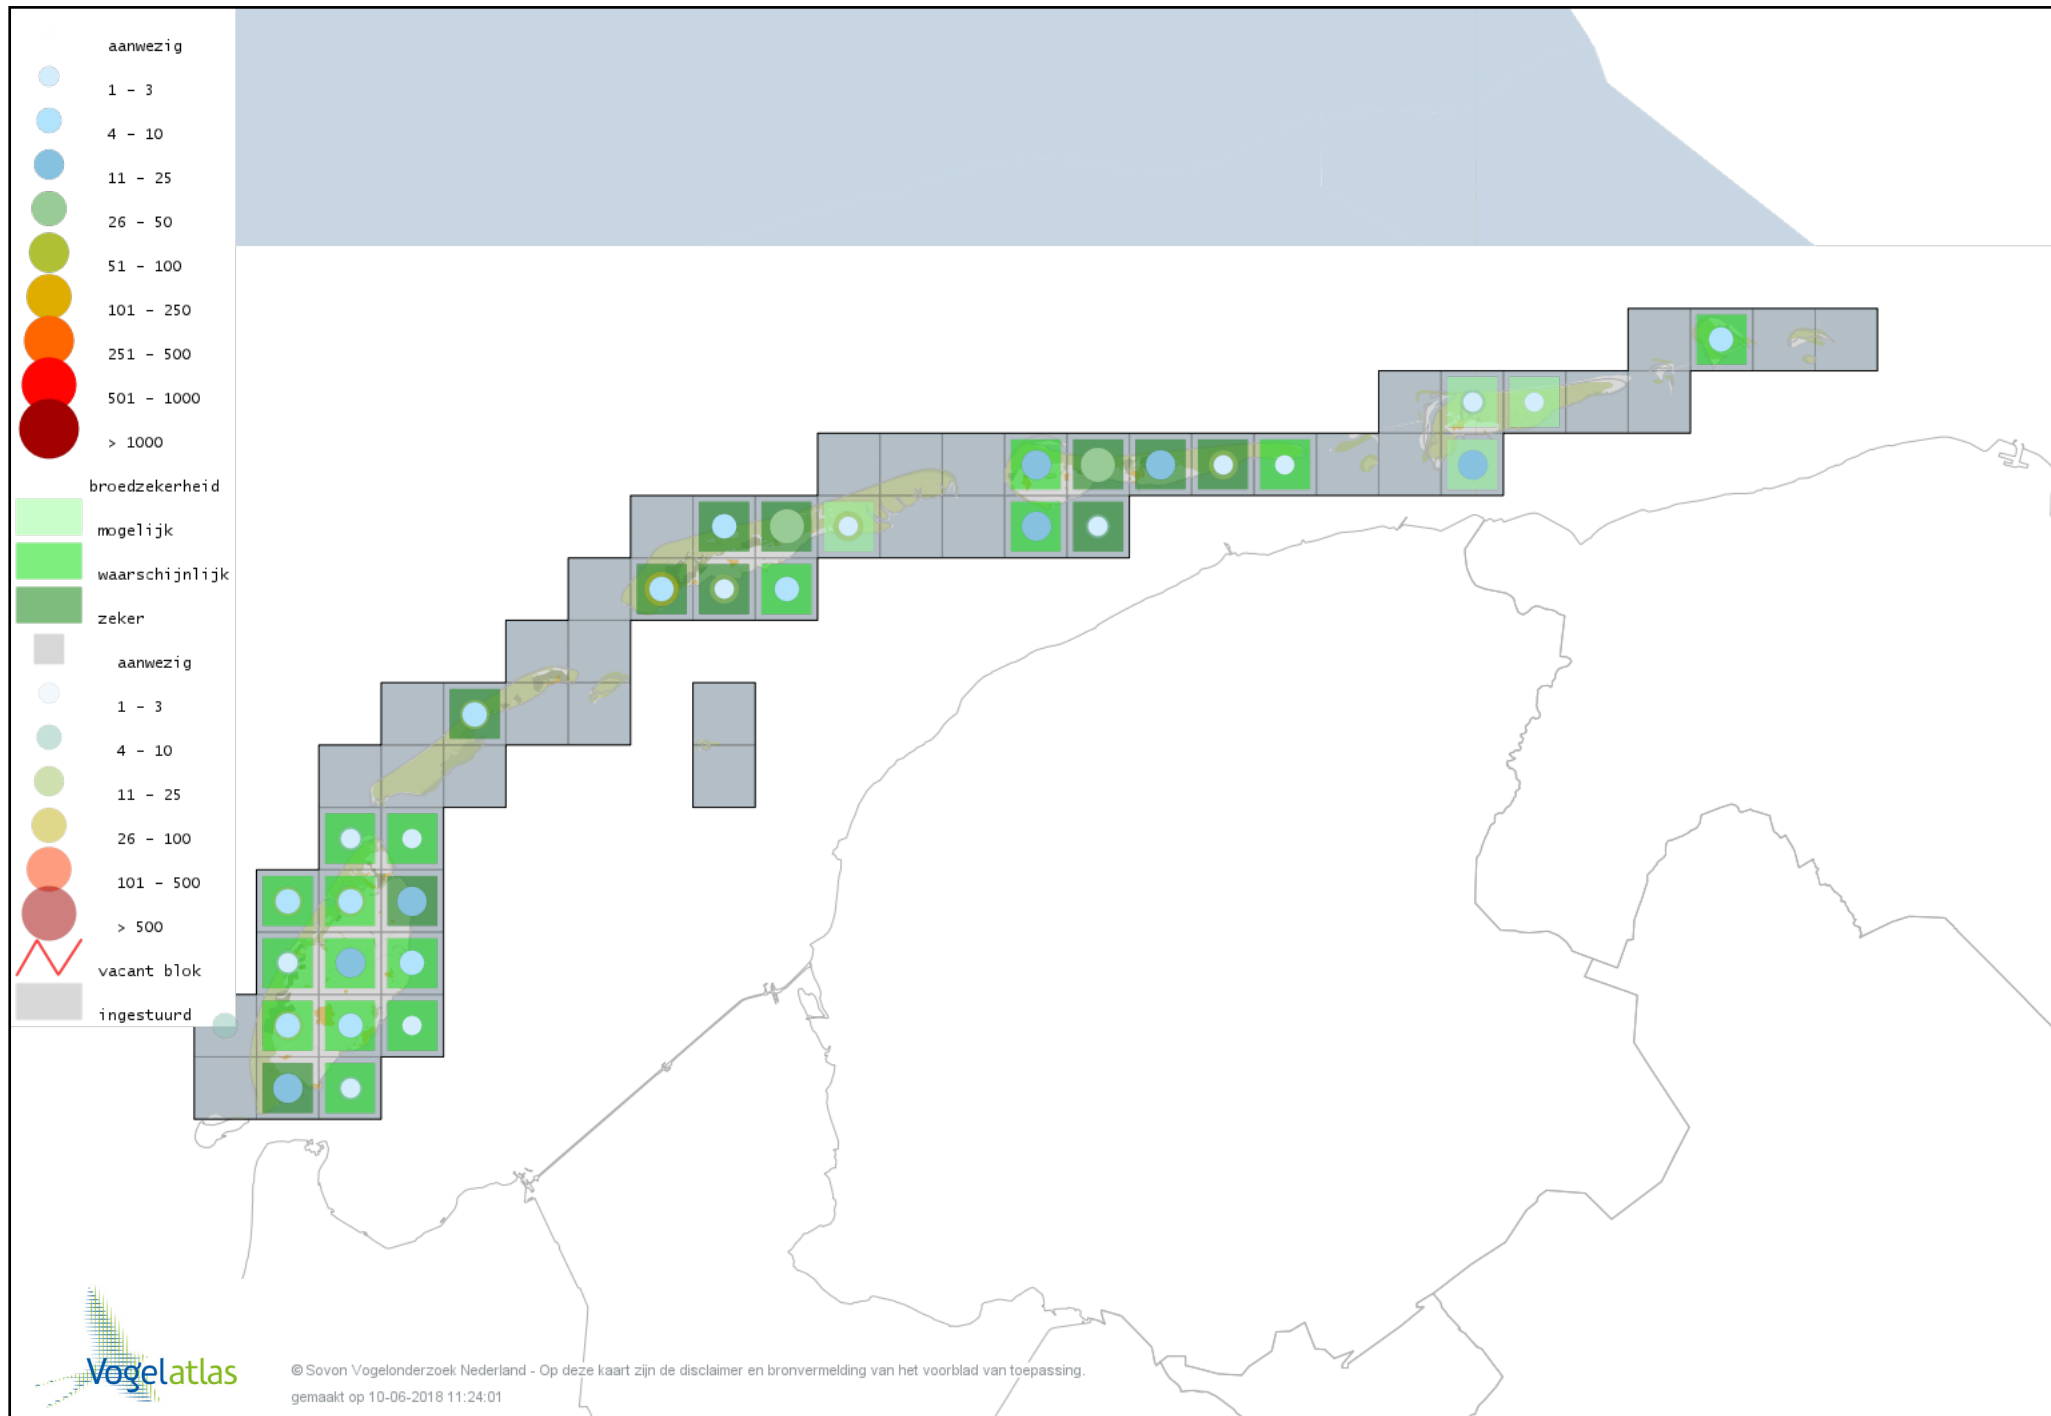 aanwezig
1 - 3
4 - 10
11 - 25
26 - 50
51 - 100
101 - 250
251 - 500
501 - 1000
> 1000
broedzekerheid
mogelijk
waarschijnlijk
zeker
aanwezig
1 - 3
4 - 10
11 - 25
26 - 100
101 - 500
> 500
vacant blok
ingestuurd
Vogelatlas
© Sovon Vogelonderzoek Nederland - Op deze kaart zijn de disclaimer en bronvermelding van het voorblad van toepassing.
gemaakt op 10-06-2018 11:24:01